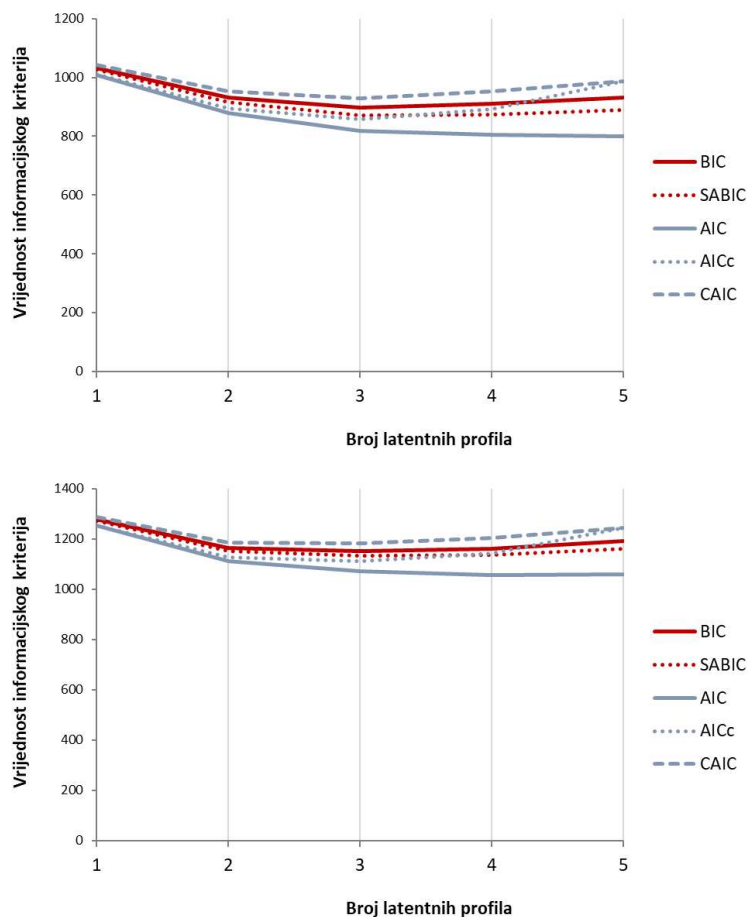 1200
1000
800
600
400
200
0
Vrijednost informacijskog kriterija
1 2 3 4 5
Broj latentnih profila
BIC
SABIC
AIC
AICc
CAIC
1400
1200
1000
800
600
400
200
0
Vrijednost informacijskog kriterija
1 2 3 4 5
Broj latentnih profila
BIC
SABIC
AIC
AICc
CAIC